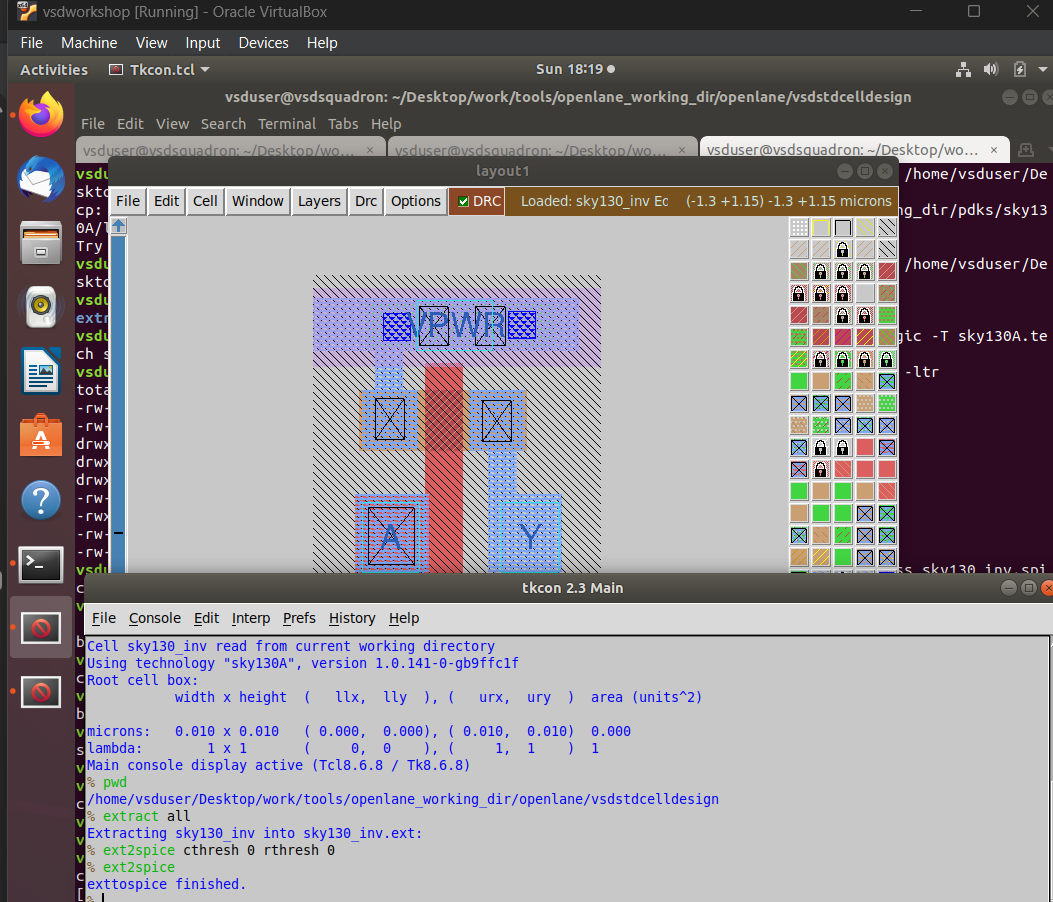 vsdworkshop [Running] - Oracle VirtualBox
File Machine View Input Devices Help
Activities Tkcon.tcl Sun 18:19
vsduser@vsdsquadron: ~/Desktop/work/tools/openlane_working_dir/openlane/vsdstdcelldesign
File Edit View Search Terminal Tabs Help
vsduser@vsdsquadron: ~/Desktop/wo... × vsduser@vsdsquadron: ~/Desktop/wo... × vsduser@vsdsquadron: ~/Desktop/wo... ×
layout1
File Edit Cell Window Layers Drc Options DRC Loaded: sky130_inv Ec (-1.3 +1.15) -1.3 +1.15 microns
vsdu /home/vsduser/De
skto
cp: ng_dir/pdks/sky13
0A/l
Try
vsdu /home/vsduser/De
skto
vsdu
extr
vsdu gic -T sky130A.te
ch s
vsdu -ltr
tota
-rw-
-rw-
drwx
drwx
drwx
-rw-
-rwx
-rw-
-rw-
-rw-
vsdu ss sky130_inv.spi
VPWR
A Y
tkcon 2.3 Main
File Console Edit Interp Prefs History Help
Cell sky130_inv read from current working directory
Using technology "sky130A", version 1.0.141-0-gb9ffc1f
Root cell box:
width x height ( llx, lly ), ( urx, ury ) area (units^2)
microns: 0.010 x 0.010 ( 0.000, 0.000), ( 0.010, 0.010) 0.000
lambda: 1 x 1 ( 0, 0 ), ( 1, 1 ) 1
Main console display active (Tcl8.6.8 / Tk8.6.8)
% pwd
/home/vsduser/Desktop/work/tools/openlane_working_dir/openlane/vsdstdcelldesign
% extract all
Extracting sky130_inv into sky130_inv.ext:
% ext2spice cthresh 0 rthresh 0
% ext2spice
exttospice finished.
%